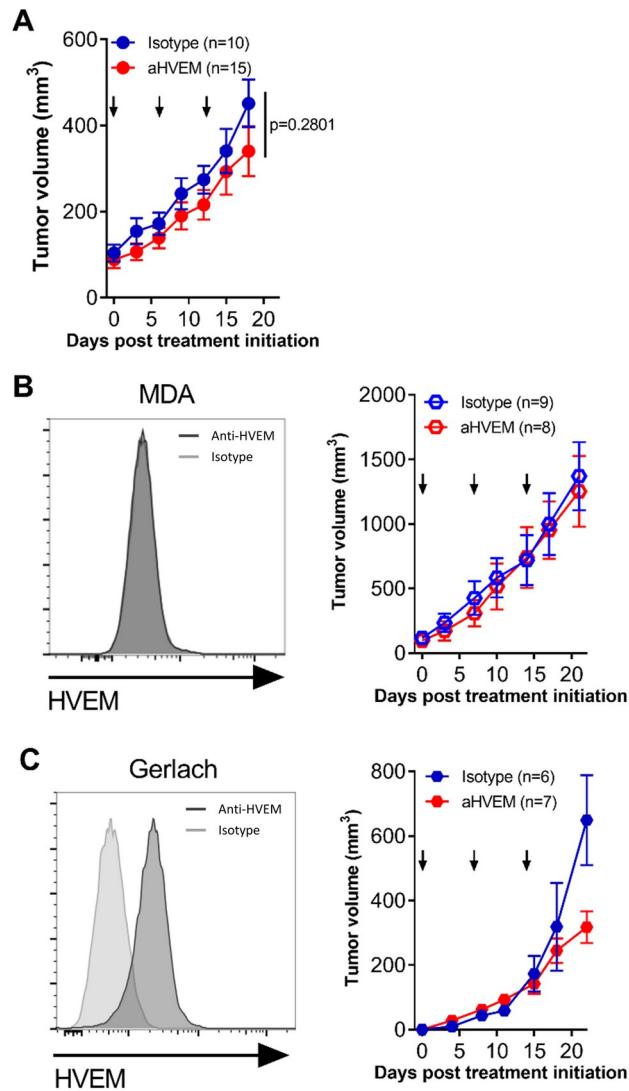 A
Isotype (n=10)
aHVEM (n=15)
600
400
200
0
Tumor volume (mm³)
p=0.2801
0 5 10 15 20
Days post treatment initiation
B
MDA
Anti-HVEM
Isotype
HVEM
Isotype (n=9)
aHVEM (n=8)
2000
1500
1000
500
0
Tumor volume (mm³)
0 5 10 15 20
Days post treatment initiation
C
Gerlach
Anti-HVEM
Isotype
HVEM
Isotype (n=6)
aHVEM (n=7)
800
600
400
200
0
Tumor volume (mm³)
0 5 10 15 20
Days post treatment initiation